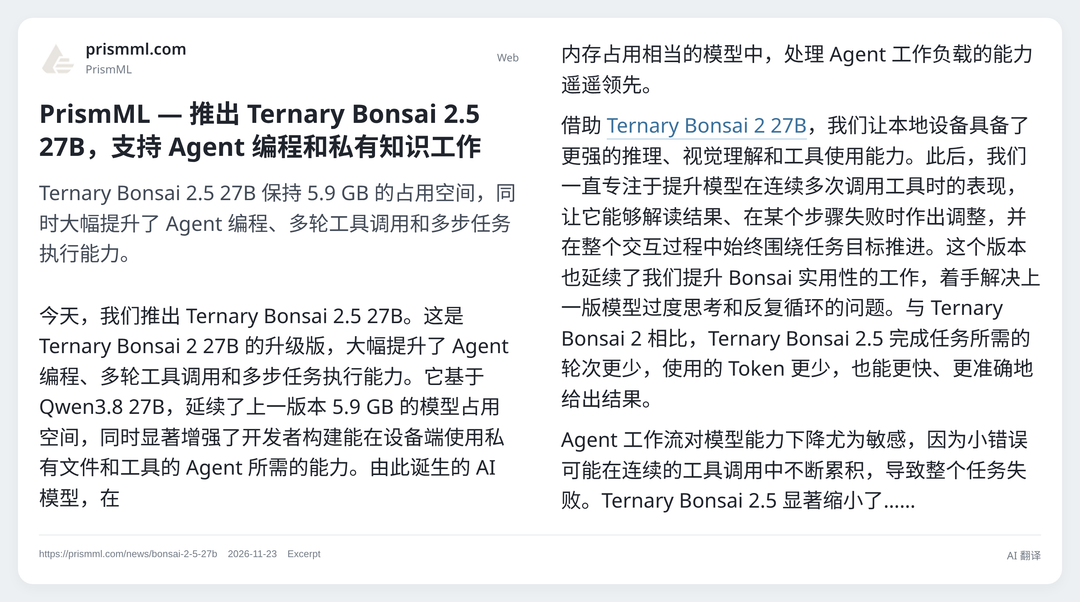 prismml.com
PrismML
Web
PrismML — 推出 Ternary Bonsai 2.5
27B，支持 Agent 编程和私有知识工作
Ternary Bonsai 2.5 27B 保持 5.9 GB 的占用空间，同
时大幅提升了 Agent 编程、多轮工具调用和多步任务
执行能力。
今天，我们推出 Ternary Bonsai 2.5 27B。这是
Ternary Bonsai 2 27B 的升级版，大幅提升了 Agent
编程、多轮工具调用和多步任务执行能力。它基于
Qwen3.8 27B，延续了上一版本 5.9 GB 的模型占用
空间，同时显著增强了开发者构建能在设备端使用私
有文件和工具的 Agent 所需的能力。由此诞生的 AI
模型，在
内存占用相当的模型中，处理 Agent 工作负载的能力
遥遥领先。
借助 Ternary Bonsai 2 27B，我们让本地设备具备了
更强的推理、视觉理解和工具使用能力。此后，我们
一直专注于提升模型在连续多次调用工具时的表现，
让它能够解读结果、在某个步骤失败时作出调整，并
在整个交互过程中始终围绕任务目标推进。这个版本
也延续了我们提升 Bonsai 实用性的工作，着手解决上
一版模型过度思考和反复循环的问题。与 Ternary
Bonsai 2 相比，Ternary Bonsai 2.5 完成任务所需的
轮次更少，使用的 Token 更少，也能更快、更准确地
给出结果。
Agent 工作流对模型能力下降尤为敏感，因为小错误
可能在连续的工具调用中不断累积，导致整个任务失
败。Ternary Bonsai 2.5 显著缩小了……
https://prismml.com/news/bonsai-2-5-27b 2026-11-23 Excerpt
AI 翻译